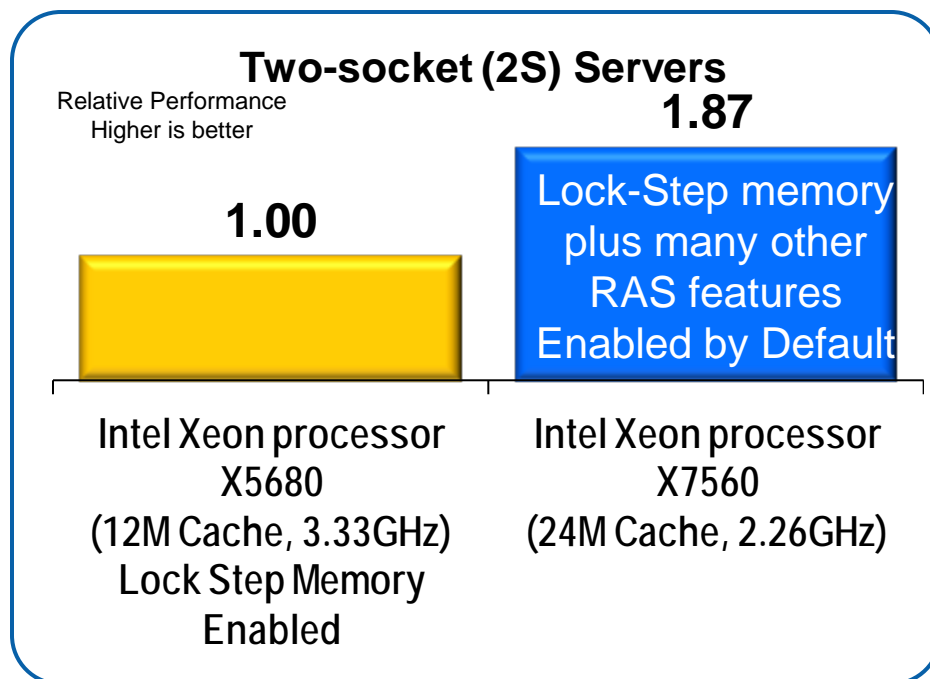 Two-socket (2S) Servers
Relative Performance
Higher is better
1.87
1.00
Lock-Step memory
plus many other
RAS features
Enabled by Default
Intel Xeon processor
X5680
(12M Cache, 3.33GHz)
Lock Step Memory
Enabled
Intel Xeon processor
X7560
(24M Cache, 2.26GHz)